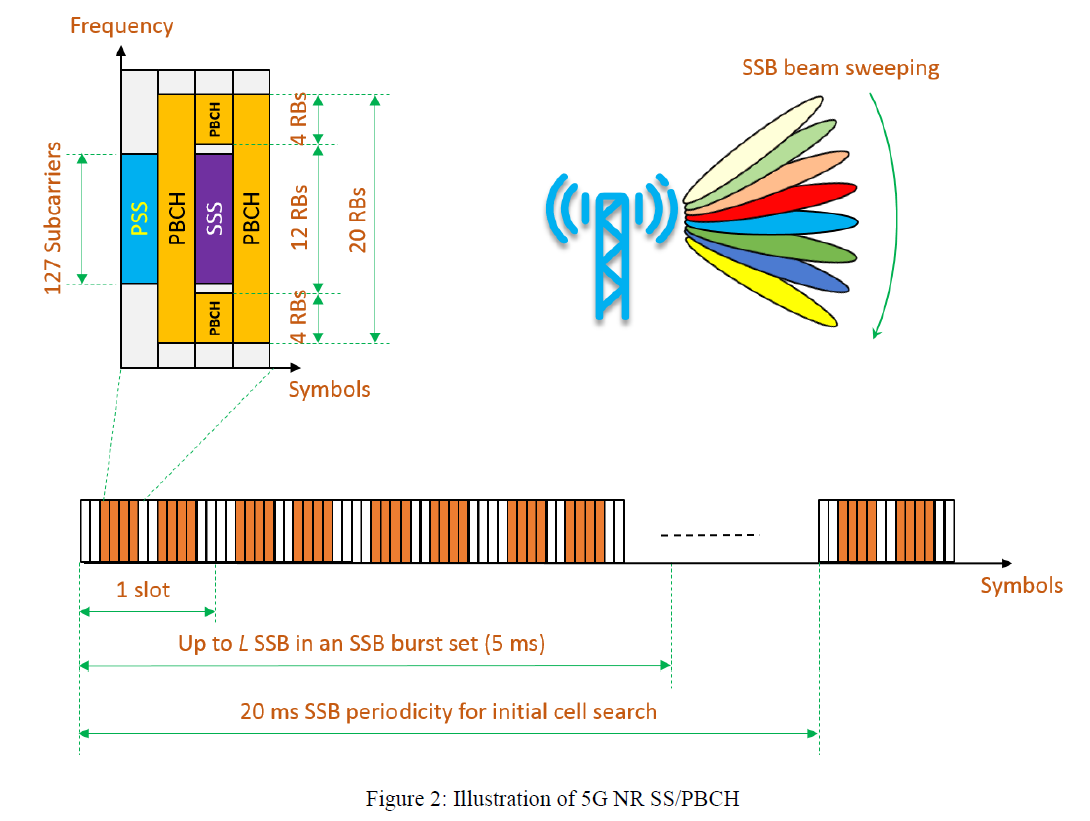 Frequency
SSB beam sweeping
127 Subcarriers
PSS
PBCH
PBCH
SSS
PBCH
PBCH
4 RBs
12 RBs
4 RBs
20 RBs
Symbols
1 slot
Symbols
Up to L SSB in an SSB burst set (5 ms)
20 ms SSB periodicity for initial cell search
Figure 2: Illustration of 5G NR SS/PBCH